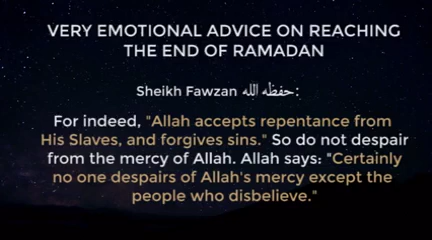 VERY EMOTIONAL ADVICE ON REACHING
THE END OF RAMADAN
Sheikh Fawzan حفظه الله:
For indeed, "Allah accepts repentance from
His Slaves, and forgives sins." So do not despair
from the mercy of Allah. Allah says: "Certainly
no one despairs of Allah's mercy except the
people who disbelieve."